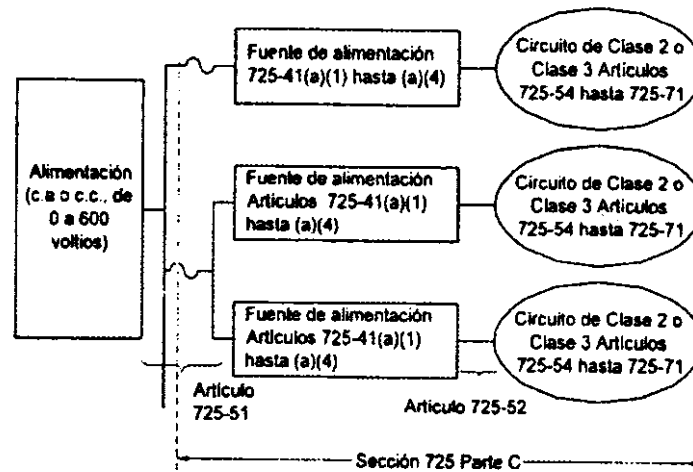 Fuente de alimentación
725-41(a)(1) hasta (a)(4)
Circuito de Clase 2 o
Clase 3 Artículos
725-54 hasta 725-71
Alimentación
(c.a o c.c., de
0 a 600
voltios)
Fuente de alimentación
Artículos 725-41(a)(1)
hasta (a)(4)
Circuito de Clase 2 o
Clase 3 Artículos
725-54 hasta 725-71
Fuente de alimentación
Artículos 725-41(a)(1)
hasta (a)(4)
Circuito de Clase 2 o
Clase 3 Artículos
725-54 hasta 725-71
Artículo
725-51
Artículo 725-52
Sección 725 Parte C